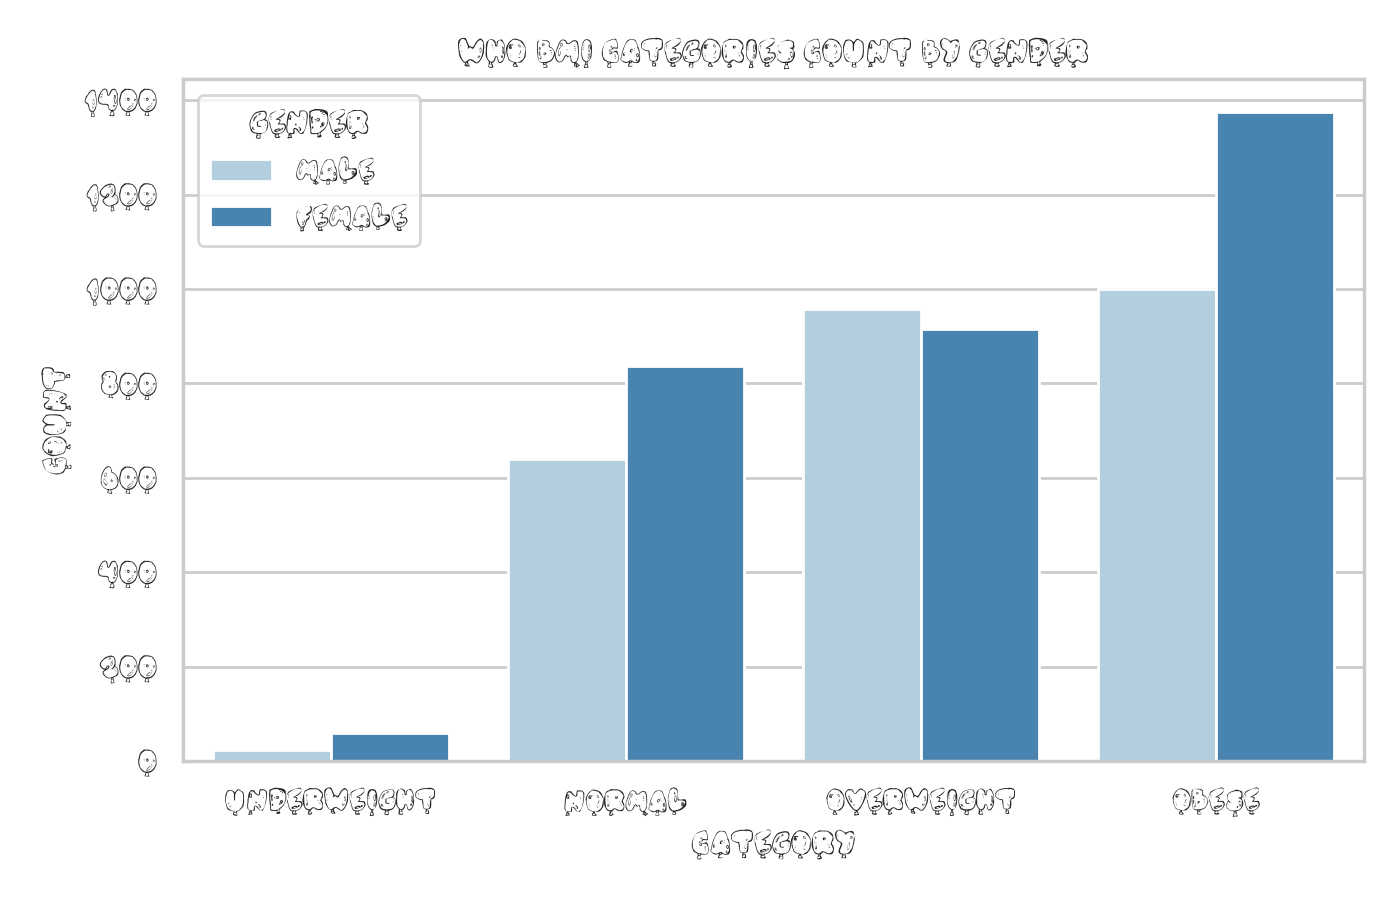 WHO BMI CATEGORIES COUNT BY GENDER
1400
1200
1000
800
600
400
200
0
COUNT
GENDER
MALE
FEMALE
UNDERWEIGHT NORMAL OVERWEIGHT OBESE
CATEGORY